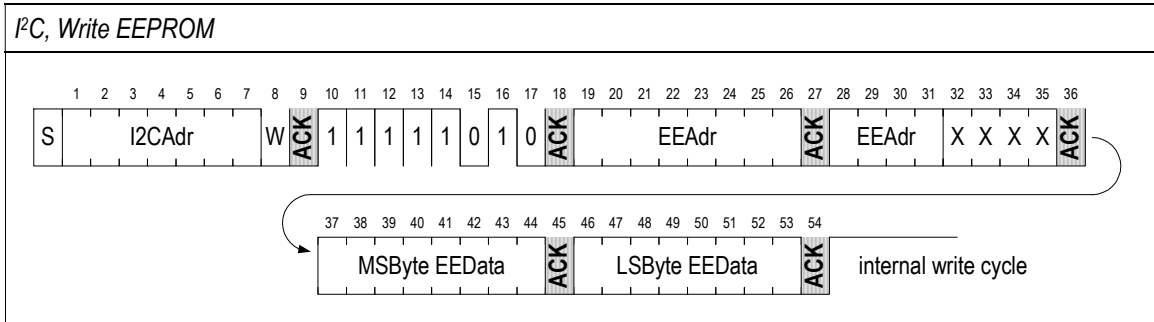 I²C, Write EEPROM
1 2 3 4 5 6 7 8 9 10 11 12 13 14 15 16 17 18 19 20 21 22 23 24 25 26 27 28 29 30 31 32 33 34 35 36
S I2CAdr W ACK 1 1 1 1 1 0 1 0 ACK EEAdr ACK EEAdr X X X X ACK
37 38 39 40 41 42 43 44 45 46 47 48 49 50 51 52 53 54
MSByte EEData ACK LSByte EEData ACK internal write cycle